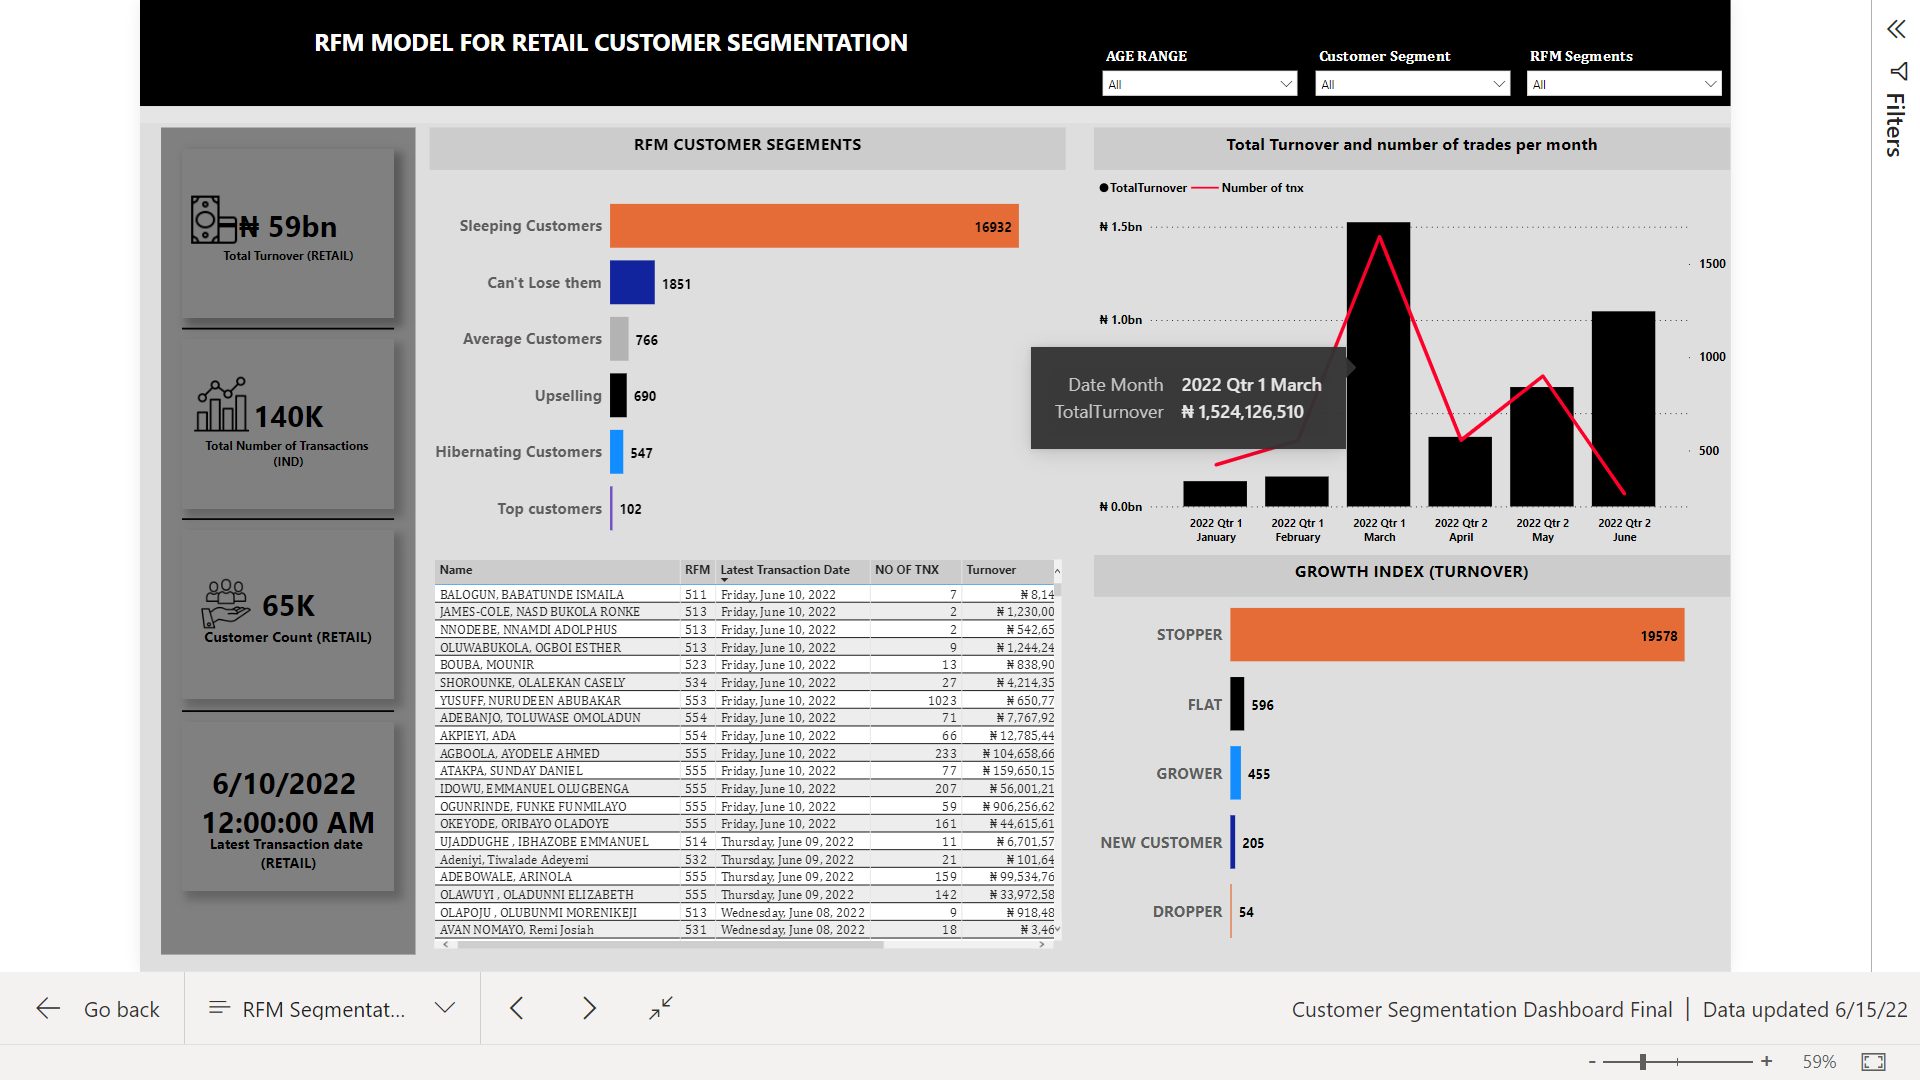 RFM MODEL FOR RETAIL CUSTOMER SEGMENTATION
AGE RANGE
All
Customer Segment
All
RFM Segments
All
Filters
₦ 59bn
Total Turnover (RETAIL)
140K
Total Number of Transactions
(IND)
65K
Customer Count (RETAIL)
6/10/2022
12:00:00 AM
Latest Transaction date
(RETAIL)
RFM CUSTOMER SEGEMENTS
Sleeping Customers 16932
Can't Lose them 1851
Average Customers 766
Upselling 690
Hibernating Customers 547
Top customers 102
Name RFM Latest Transaction Date NO OF TNX Turnover
BALOGUN, BABATUNDE ISMAILA 511 Friday, June 10, 2022 7 ₦ 8,14
JAMES-COLE, NASD BUKOLA RONKE 513 Friday, June 10, 2022 2 ₦ 1,230,00
NNODEBE, NNAMDI ADOLPHUS 513 Friday, June 10, 2022 2 ₦ 542,65
OLUWABUKOLA, OGBOI ESTHER 513 Friday, June 10, 2022 9 ₦ 1,244,24
BOUBA, MOUNIR 523 Friday, June 10, 2022 13 ₦ 838,90
SHOROUNKE, OLALEKAN CASELY 534 Friday, June 10, 2022 27 ₦ 4,214,35
YUSUFF, NURUDEEN ABUBAKAR 553 Friday, June 10, 2022 1023 ₦ 650,77
ADEBANJO, TOLUWASE OMOLADUN 554 Friday, June 10, 2022 71 ₦ 7,767,92
AKPIEYI, ADA 554 Friday, June 10, 2022 66 ₦ 12,785,44
AGBOOLA, AYODELE AHMED 555 Friday, June 10, 2022 233 ₦ 104,658,66
ATAKPA, SUNDAY DANIEL 555 Friday, June 10, 2022 77 ₦ 159,650,15
IDOWU, EMMANUEL OLUGBENGA 555 Friday, June 10, 2022 207 ₦ 56,001,21
OGUNRINDE, FUNKE FUNMILAYO 555 Friday, June 10, 2022 59 ₦ 906,256,62
OKEYODE, ORIBAYO OLADOYE 555 Friday, June 10, 2022 161 ₦ 44,615,61
UJADDUGHE , IBHAZOBE EMMANUEL 514 Thursday, June 09, 2022 11 ₦ 6,701,57
Adeniyi, Tiwalade Adeyemi 532 Thursday, June 09, 2022 21 ₦ 101,64
ADEBOWALE, ARINOLA 555 Thursday, June 09, 2022 159 ₦ 99,534,76
OLAWUYI , OLADUNNI ELIZABETH 555 Thursday, June 09, 2022 142 ₦ 33,972,58
OLAPOJU , OLUBUNMI MORENIKEJI 513 Wednesday, June 08, 2022 9 ₦ 918,48
AVAN NOMAYO, Remi Josiah 531 Wednesday, June 08, 2022 18 ₦ 3,46
Total Turnover and number of trades per month
TotalTurnover Number of tnx
₦ 1.5bn
₦ 1.0bn
₦ 0.0bn
1500
1000
500
Date Month 2022 Qtr 1 March
TotalTurnover ₦ 1,524,126,510
2022 Qtr 1 2022 Qtr 1 2022 Qtr 1 2022 Qtr 2 2022 Qtr 2 2022 Qtr 2
January February March April May June
GROWTH INDEX (TURNOVER)
STOPPER 19578
FLAT 596
GROWER 455
NEW CUSTOMER 205
DROPPER 54
Go back
RFM Segmentat...
Customer Segmentation Dashboard Final | Data updated 6/15/22
- + 59%